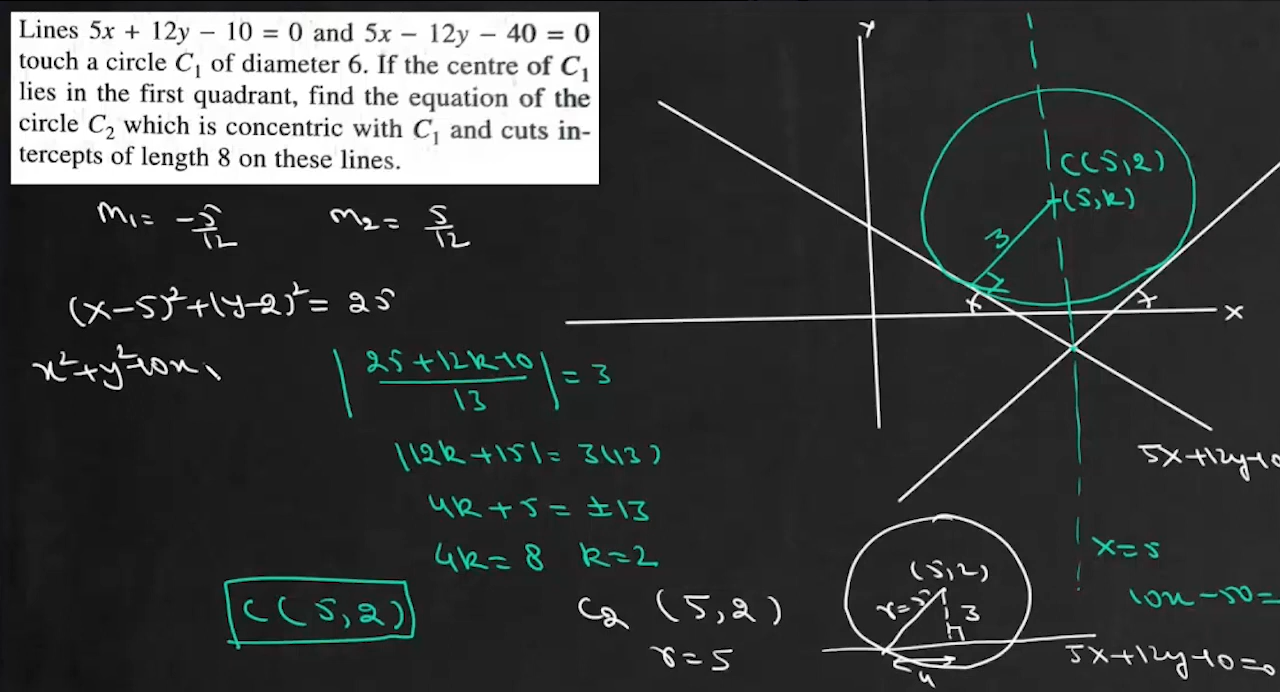 Lines 5x + 12y – 10 = 0 and 5x – 12y – 40 = 0
touch a circle C₁ of diameter 6. If the centre of C₁
lies in the first quadrant, find the equation of the
circle C₂ which is concentric with C₁ and cuts in-
tercepts of length 8 on these lines.
m₁ = -5/12 m₂ = 5/12
(x-5)²+(y-2)² = 25
x²+y²-10x
|25+12k-10/13| = 3
|12k+15| = 3(13)
4k+5 = ±13
4k = 8 k=2
C(5,2)
C₂ (5,2)
r=5
y
C(5,2)
(5,k)
3
x
5x+12y-10
x=5
10x-50=
(5,2)
r=5
3
4
5x+12y-10=0